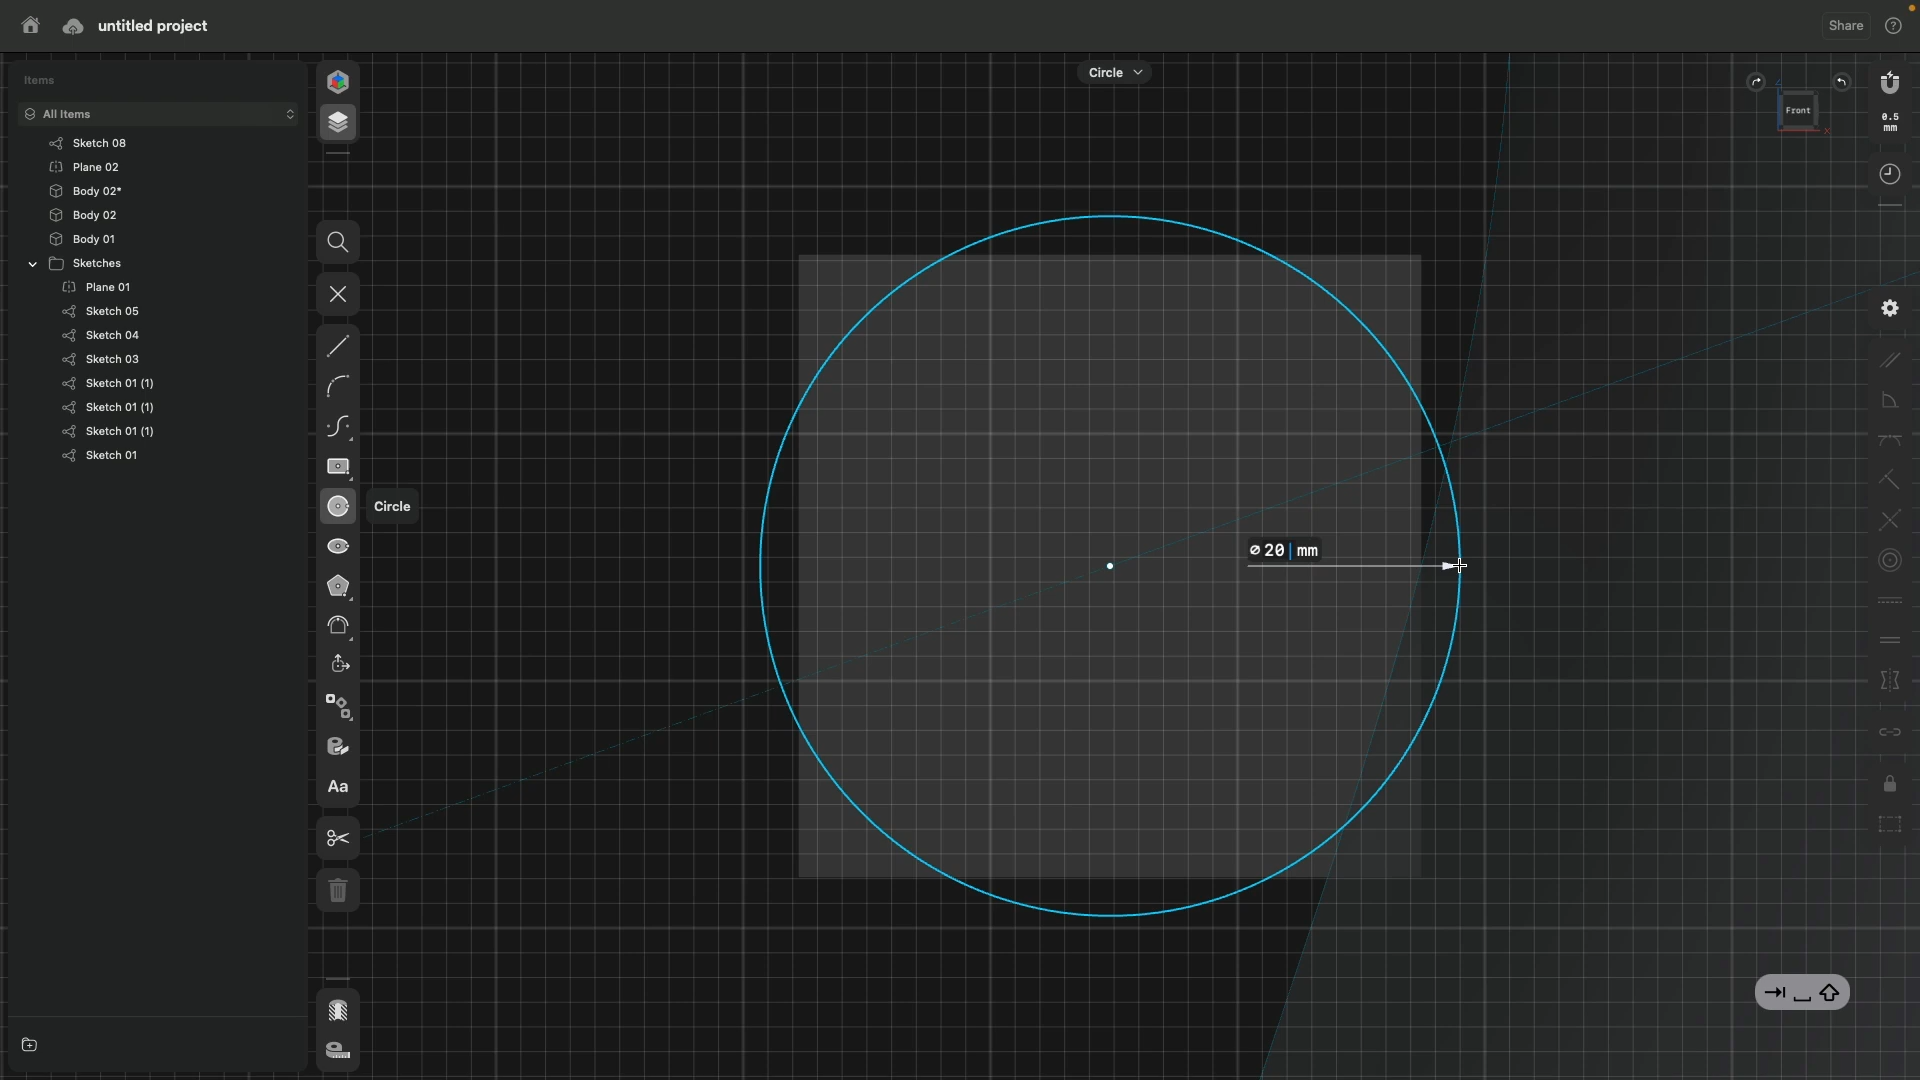 untitled project
Share
Items
All Items
Sketch 08
Plane 02
Body 02*
Body 02
Body 01
Sketches
Plane 01
Sketch 05
Sketch 04
Sketch 03
Sketch 01 (1)
Sketch 01 (1)
Sketch 01 (1)
Sketch 01
Circle
Circle
Aa
⌀ 20 mm
Front
X
0.5
mm